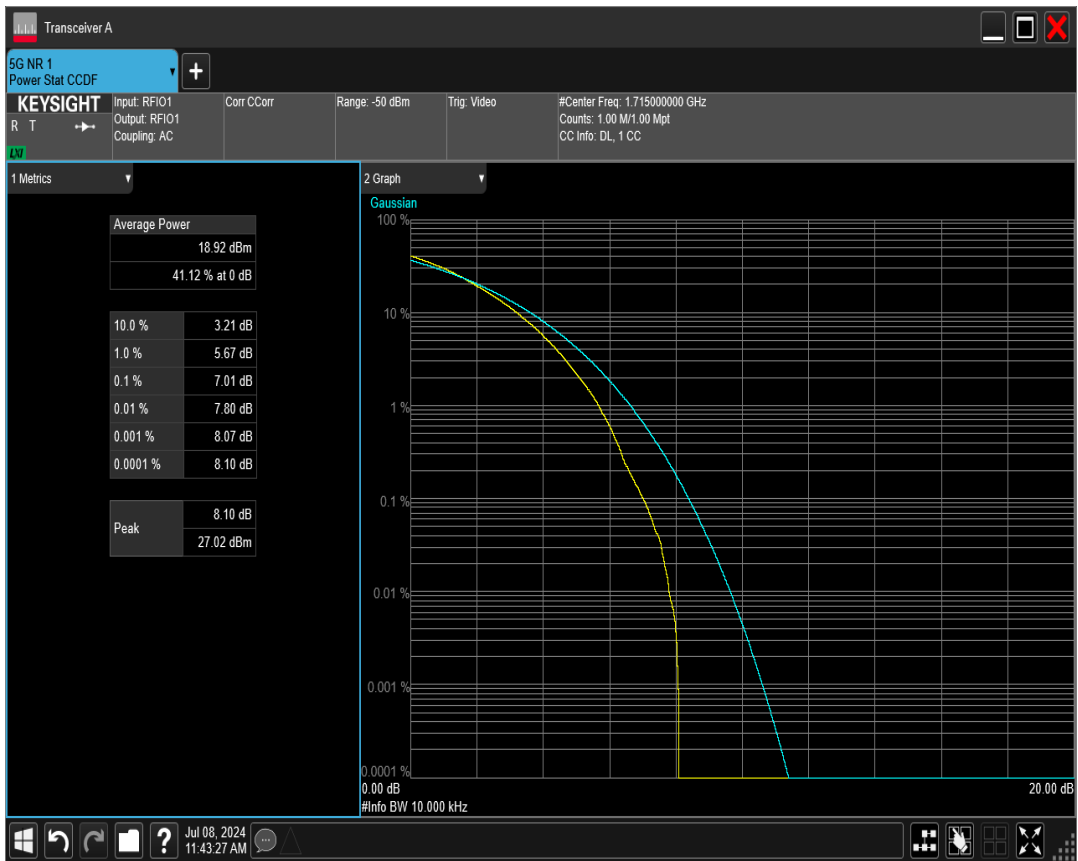 Transceiver A
5G NR 1
Power Stat CCDF
+
KEYSIGHT
R T
LXI
Input: RFIO1
Output: RFIO1
Coupling: AC
Corr CCorr
Range: -50 dBm
Trig: Video
#Center Freq: 1.715000000 GHz
Counts: 1.00 M/1.00 Mpt
CC Info: DL, 1 CC
1 Metrics
Average Power
18.92 dBm
41.12 % at 0 dB
10.0 % 3.21 dB
1.0 % 5.67 dB
0.1 % 7.01 dB
0.01 % 7.80 dB
0.001 % 8.07 dB
0.0001 % 8.10 dB
Peak
8.10 dB
27.02 dBm
2 Graph
Gaussian
100 %
10 %
1 %
0.1 %
0.01 %
0.001 %
0.0001 %
0.00 dB 20.00 dB
#Info BW 10.000 kHz
?
Jul 08, 2024
11:43:27 AM